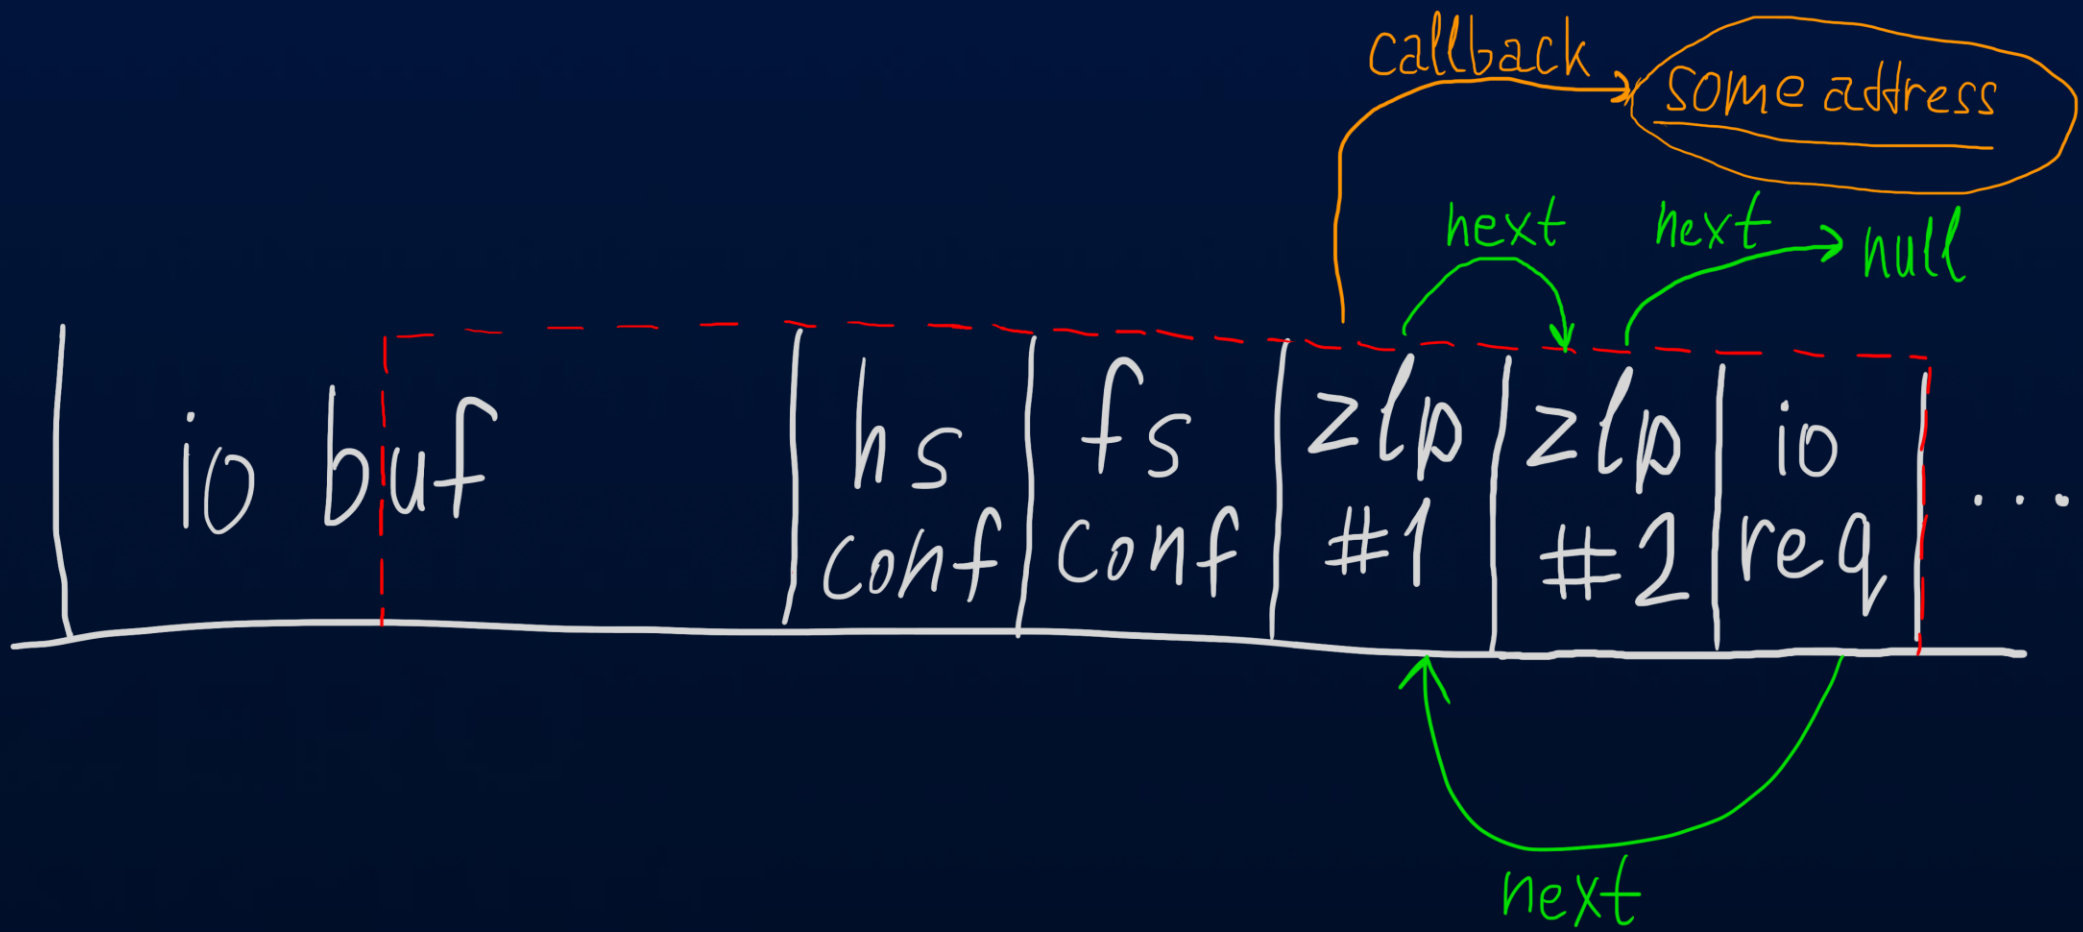 callback
some address
next
next
null
io buf
hs
conf
fs
conf
zlp
#1
zlp
#2
io
req
...
next